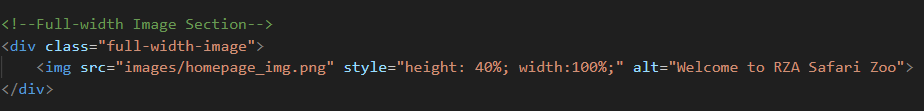 <!--Full-width Image Section-->
<div class="full-width-image">
    <img src="images/homepage_img.png" style="height: 40%; width:100%;" alt="Welcome to RZA Safari Zoo">
</div>